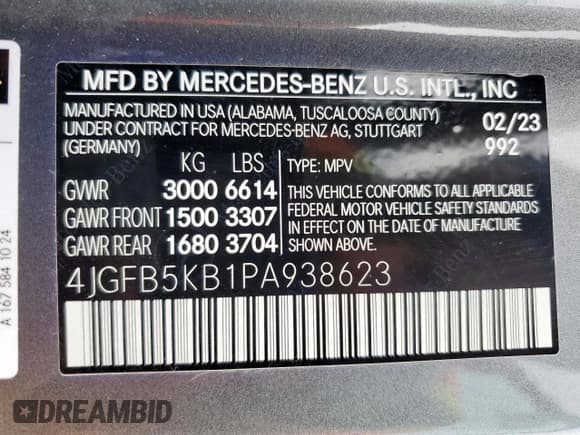 MFD BY MERCEDES-BENZ U.S. INTL., INC
MANUFACTURED IN USA (ALABAMA, TUSCALOOSA COUNTY) 02/23
UNDER CONTRACT FOR MERCEDES-BENZ AG, STUTTGART 992
(GERMANY)
KG LBS TYPE: MPV
GWR 3000 6614
GAWR FRONT 1500 3307
GAWR REAR 1680 3704
THIS VEHICLE CONFORMS TO ALL APPLICABLE
FEDERAL MOTOR VEHICLE SAFETY STANDARDS
IN EFFECT ON THE DATE OF MANUFACTURE
SHOWN ABOVE.
4JGFB5KB1PA938623
A 167 584 10 24
DREAMBID